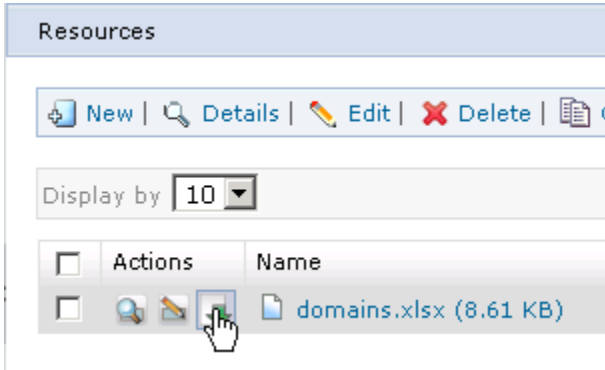 Resources
New | Details | Edit | Delete |
Display by 10
Actions Name
domains.xlsx (8.61 KB)